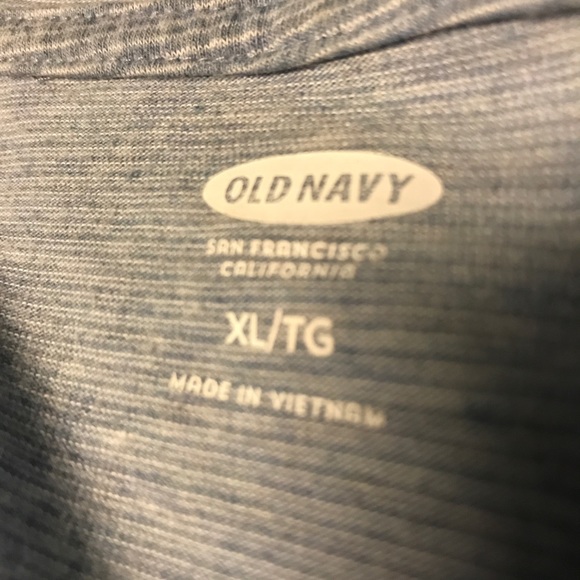 OLD NAVY
SAN FRANCISCO
CALIFORNIA
XL/TG
MADE IN VIETNAM